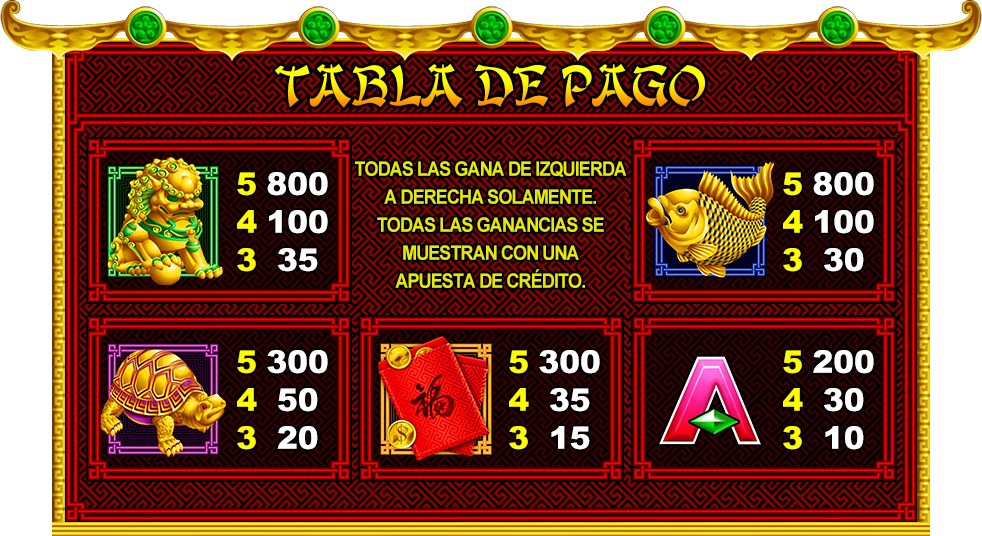 TABLA DE PAGO
5 800
4 100
3 35
TODAS LAS GANA DE IZQUIERDA
A DERECHA SOLAMENTE.
TODAS LAS GANANCIAS SE
MUESTRAN CON UNA
APUESTA DE CRÉDITO.
5 800
4 100
3 30
5 300
4 50
3 20
福
$
5 300
4 35
3 15
A
5 200
4 30
3 10